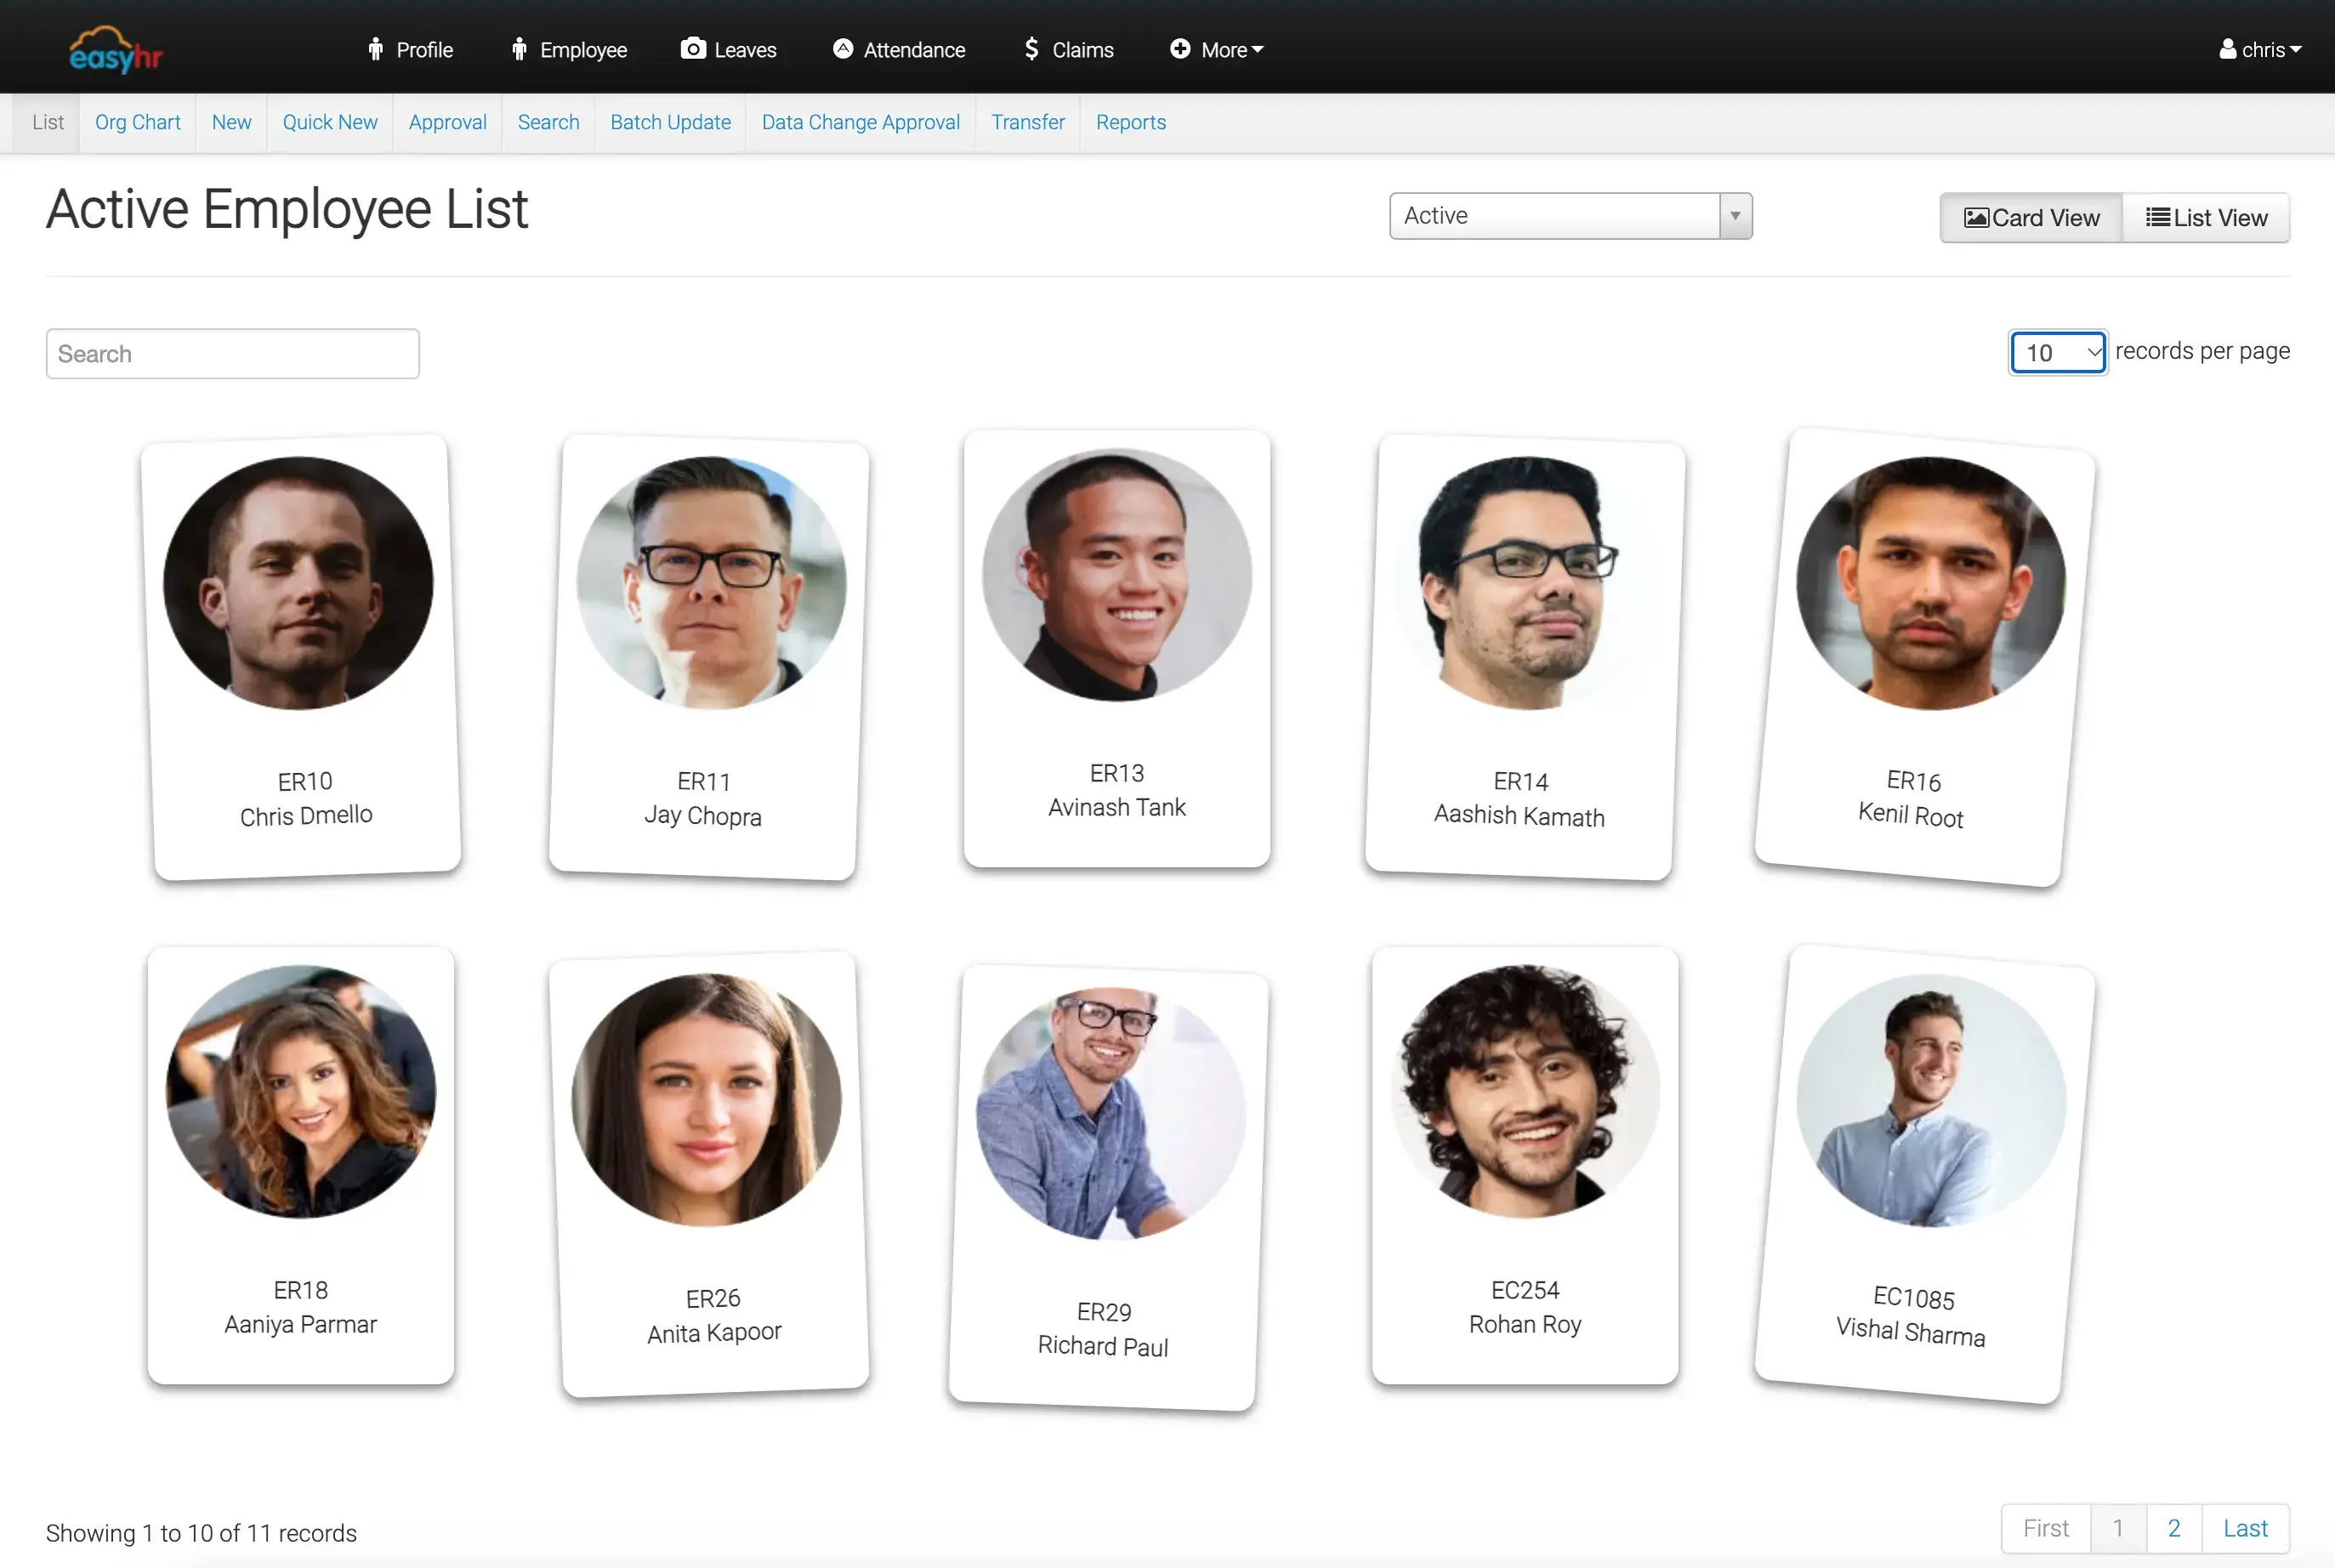 easyhr
Profile
Employee
Leaves
Attendance
Claims
More
chris
List
Org Chart
New
Quick New
Approval
Search
Batch Update
Data Change Approval
Transfer
Reports
Active Employee List
Active
Card View
List View
Search
10 records per page
ER10
Chris Dmello
ER11
Jay Chopra
ER13
Avinash Tank
ER14
Aashish Kamath
ER16
Kenil Root
ER18
Aaniya Parmar
ER26
Anita Kapoor
ER29
Richard Paul
EC254
Rohan Roy
EC1085
Vishal Sharma
Showing 1 to 10 of 11 records
First
1
2
Last